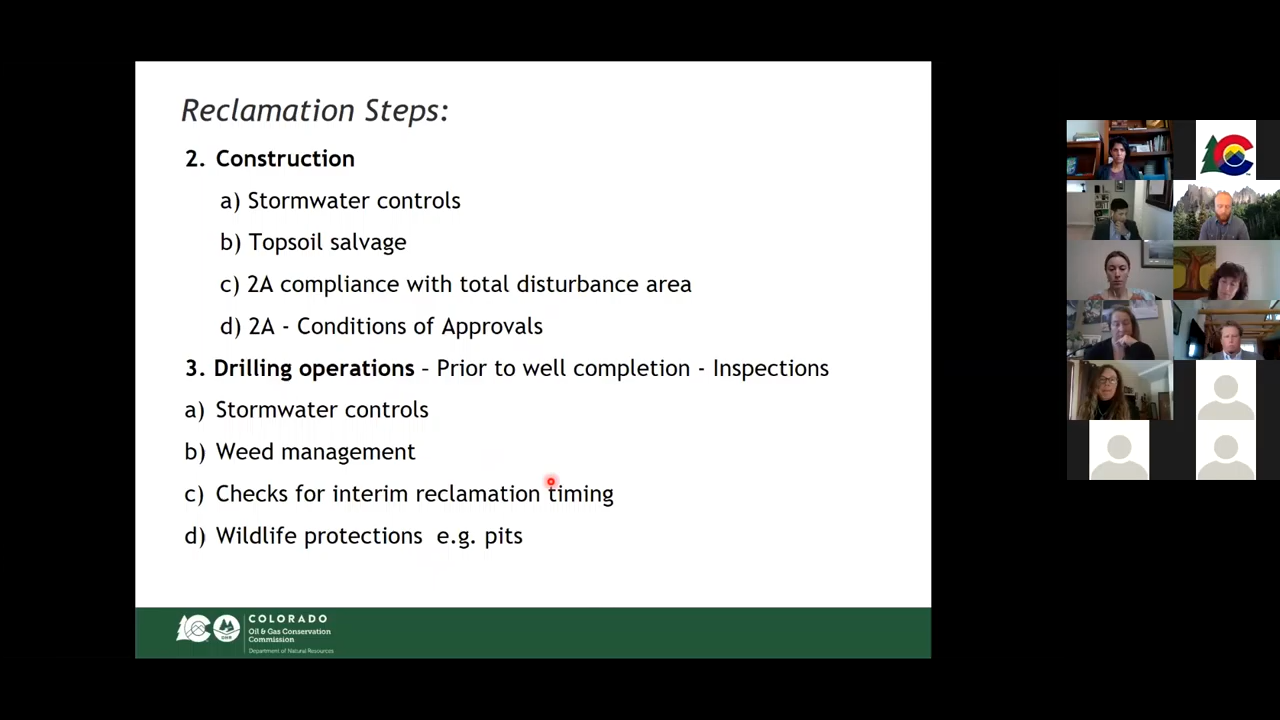 Reclamation Steps:
2. Construction
a) Stormwater controls
b) Topsoil salvage
c) 2A compliance with total disturbance area
d) 2A - Conditions of Approvals
3. Drilling operations – Prior to well completion - Inspections
a) Stormwater controls
b) Weed management
c) Checks for interim reclamation timing
d) Wildlife protections e.g. pits
COLORADO
Oil & Gas Conservation
Commission
Department of Natural Resources